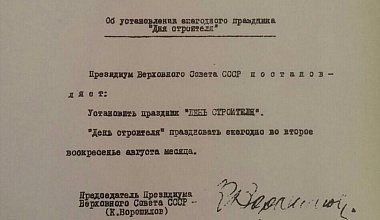 Об установлении ежегодного праздника
"Дня строителя"
Президиум Верховного Совета СССР п о с т а н о в –
л я е т:
Установить праздник "ДЕНЬ СТРОИТЕЛЯ".
"День строителя" праздновать ежегодно во второе
воскресенье августа месяца.
Председатель Президиума
Верховного Совета СССР –
(К.Ворошилов)
КВорошилов.